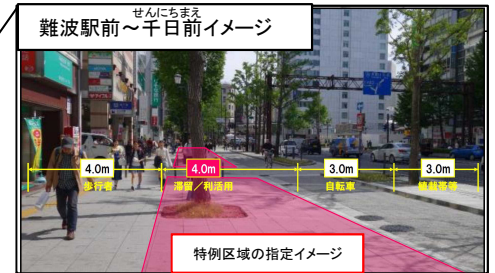 せんにちまえ
難波駅前～千日前イメージ
4.0m
4.0m
3.0m
3.0m
歩行者
滞留／利活用
自転車
植栽帯等
特例区域の指定イメージ